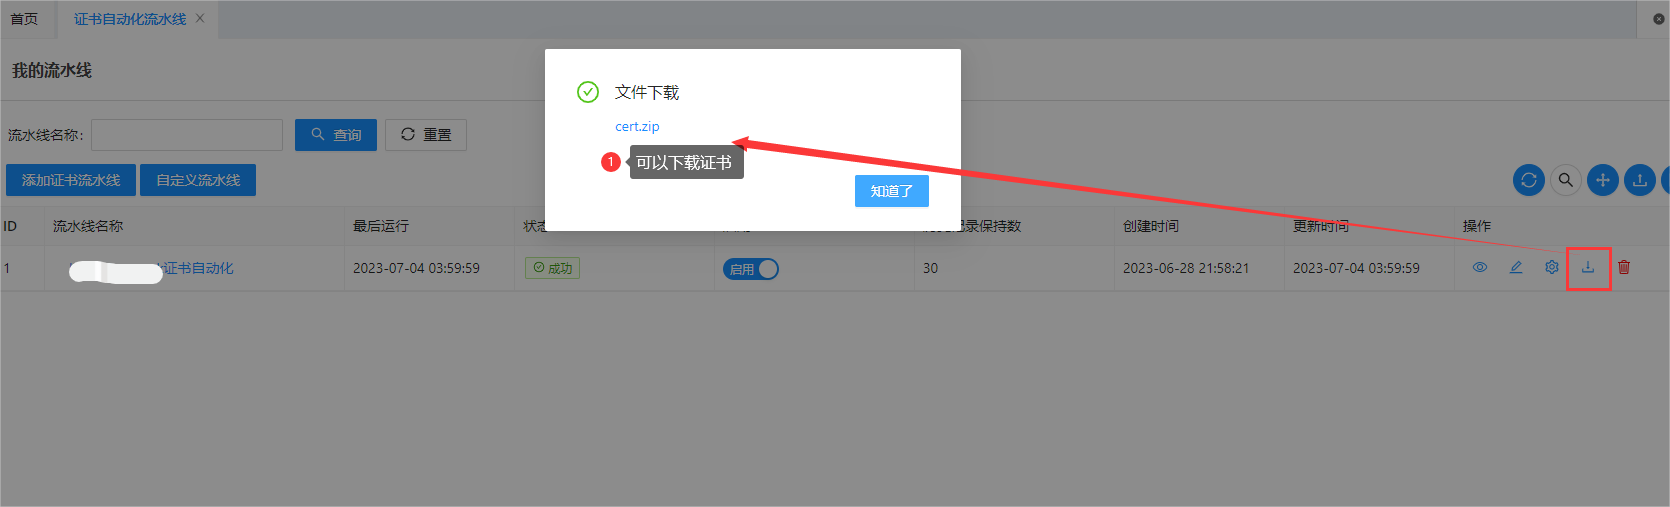 首页
证书自动化流水线
我的流水线
文件下载
cert.zip
1 可以下载证书
知道了
流水线名称:
查询
重置
添加证书流水线
自定义流水线
ID 流水线名称 最后运行 状态 记录保持数 创建时间 更新时间 操作
1 证书自动化 2023-07-04 03:59:59 成功 启用 30 2023-06-28 21:58:21 2023-07-04 03:59:59